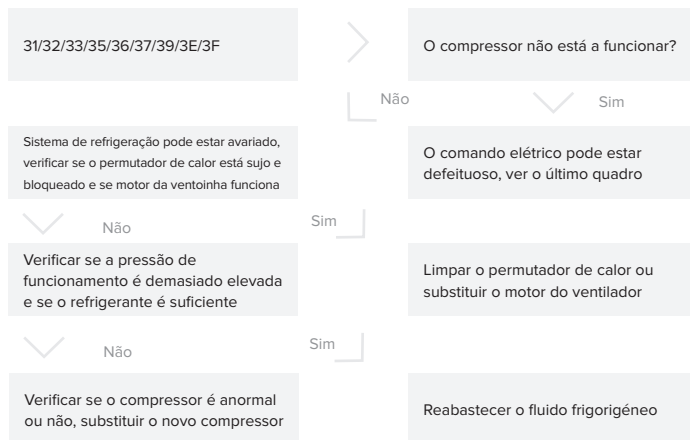 31/32/33/35/36/37/39/3E/3F
O compressor não está a funcionar?
Não
Sim
Sistema de refrigeração pode estar avariado,
verificar se o permutador de calor está sujo e
bloqueado e se motor da ventoinha funciona
O comando elétrico pode estar
defeituoso, ver o último quadro
Não
Sim
Verificar se a pressão de
funcionamento é demasiado elevada
e se o refrigerante é suficiente
Limpar o permutador de calor ou
substituir o motor do ventilador
Não
Sim
Verificar se o compressor é anormal
ou não, substituir o novo compressor
Reabastecer o fluido frigorigéneo